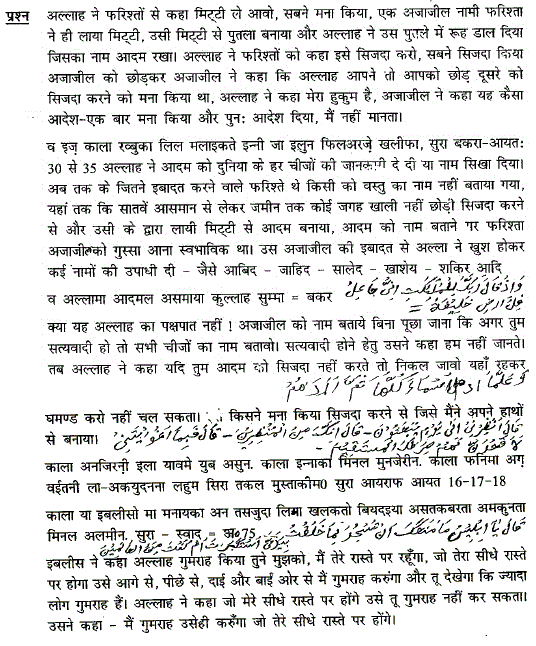 प्रश्न अल्लाह ने फरिश्तों से कहा मिट्टी ले आवो, सबने मना किया, एक अजाजील नामी फरिश्ता
ने ही लाया मिट्टी, उसी मिट्टी से पुतला बनाया और अल्लाह ने उस पुतले में रूह डाल दिया
जिसका नाम आदम रखा। अल्लाह ने फरिश्तों को कहा इसे सिजदा करो, सबने सिजदा किया
अजाजील को छोड़कर अजाजील ने कहा कि अल्लाह आपने तो आपको छोड़ दूसरे को
सिजदा करने को मना किया था, अल्लाह ने कहा मेरा हुकुम है, अजाजील ने कहा यह कैसा
आदेश-एक बार मना किया और पुनः आदेश दिया, मैं नहीं मानता।
व इज् काला रब्बुका लिल मलाइकते इन्नी जा इलुन फिलअरजे़ खलीफा, सुरा बकरा-आयतः
30 से 35 अल्लाह ने आदम को दुनिया के हर चीजों की जानकारी दे दी या नाम सिखा दिया।
अब तक के जितने इबादत करने वाले फरिश्ते थे किसी को वस्तु का नाम नहीं बताया गया,
यहां तक कि सातवें आसमान से लेकर जमीन तक कोई जगह खाली नहीं छोड़ी सिजदा करने
से और उसी के द्वारा लायी मिट्टी से आदम बनाया, आदम को नाम बताने पर फरिश्ता
अजाजील को गुस्सा आना स्वभाविक था। उस अजाजील की इबादत से अल्ला ने खुश होकर
कई नामों की उपाधी दी - जैसे आबिद - जाहिद - सालेद - खाशेय - शकिर आदि
व अल्लामा आदमल असमाया कुल्लाह सुम्मा = बकर وَإِذْ قَالَ رَبُّكَ لِلْمَلٰئِكَةِ اِنِّیْ جَاعِلٌ
فِی الْاَرْضِ خَلِیْفَةً =
क्या यह अल्लाह का पक्षपात नहीं ! अजाजील को नाम बताये बिना पूछा जाना कि अगर तुम
सत्यवादी हो तो सभी चीजों का नाम बतावो। सत्यवादी होने हेतु उसने कहा हम नहीं जानते।
तब अल्लाह ने कहा यदि तुम आदम को सिजदा नहीं करते तो निकल जावो यहाँ रहकर
घमण्ड करो नहीं चल सकता। किसने मना किया सिजदा करने से जिसे मैंने अपने हाथों
से बनाया।
काला अनजिरनी इला यावमे युब असुन. काला इन्नाका मिनल मुनजेरीन. काला फनिमा अग्
वईतनी ला-अकयुदनना लहुम सिरा तकल मुस्ताकीम0 सुरा आयराफ आयत 16-17-18
काला या इबलीसो मा मनायका अन तसजुदा लिमा खलकतो बियदइया असतकबरता अमकुनता
मिनल अलमीन. सुरा - स्वाद = अ075
इबलीस ने कहा अल्लाह गुमराह किया तुने मुझको, मैं तेरे रास्ते पर रहूँगा, जो तेरा सीधे रास्ते
पर होगा उसे आगे से, पीछे से, दाई और बाई ओर से मैं गुमराह करुंगा और तू देखेगा कि ज्यादा
लोग गुमराह हैं। अल्लाह ने कहा जो मेरे सीधे रास्ते पर होंगे उसे तू गुमराह नहीं कर सकता।
उसने कहा - मैं गुमराह उसेही करुँगा जो तेरे सीधे रास्ते पर होंगे।